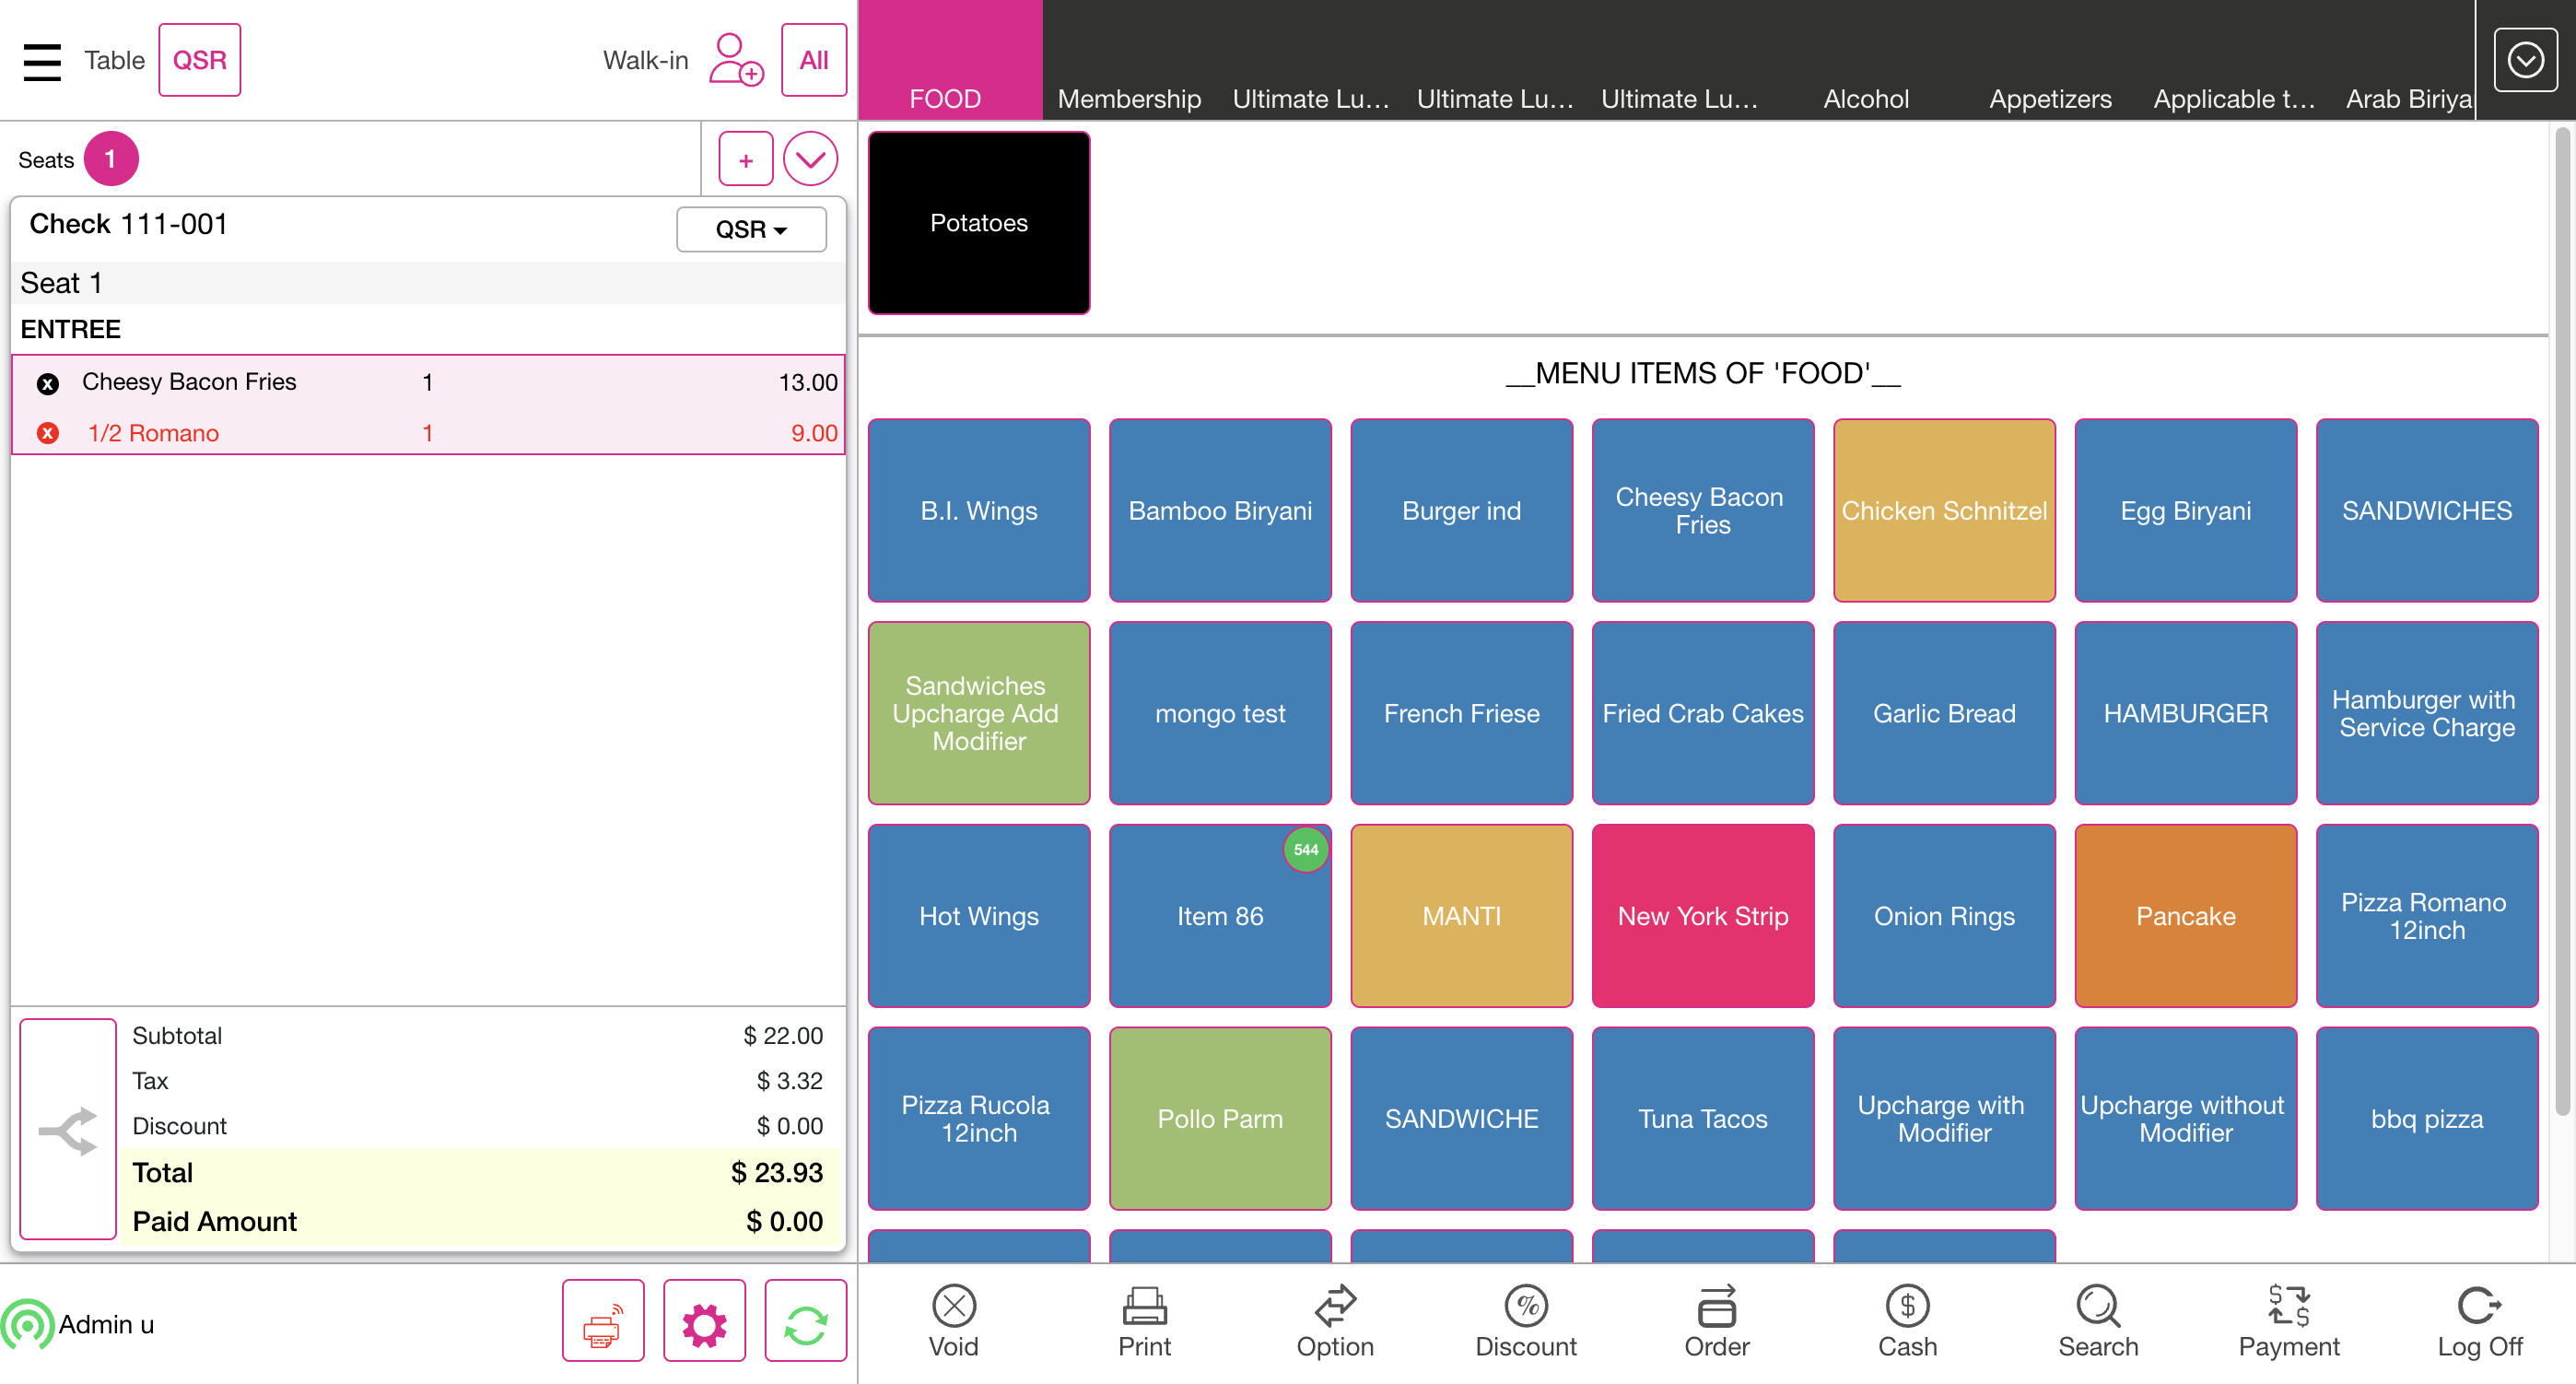 Table QSR Walk-in All
FOOD Membership Ultimate Lu... Ultimate Lu... Ultimate Lu... Alcohol Appetizers Applicable t... Arab Biriya
Seats 1 +
Check 111-001 QSR
Seat 1
ENTREE
x Cheesy Bacon Fries 1 13.00
x 1/2 Romano 1 9.00
Subtotal $ 22.00
Tax $ 3.32
Discount $ 0.00
Total $ 23.93
Paid Amount $ 0.00
Admin u
Potatoes
__MENU ITEMS OF 'FOOD'__
B.I. Wings
Bamboo Biryani
Burger ind
Cheesy Bacon
Fries
Chicken Schnitzel
Egg Biryani
SANDWICHES
Sandwiches
Upcharge Add
Modifier
mongo test
French Friese
Fried Crab Cakes
Garlic Bread
HAMBURGER
Hamburger with
Service Charge
Hot Wings
544
Item 86
MANTI
New York Strip
Onion Rings
Pancake
Pizza Romano
12inch
Pizza Rucola
12inch
Pollo Parm
SANDWICHE
Tuna Tacos
Upcharge with
Modifier
Upcharge without
Modifier
bbq pizza
Void Print Option Discount Order Cash Search Payment Log Off